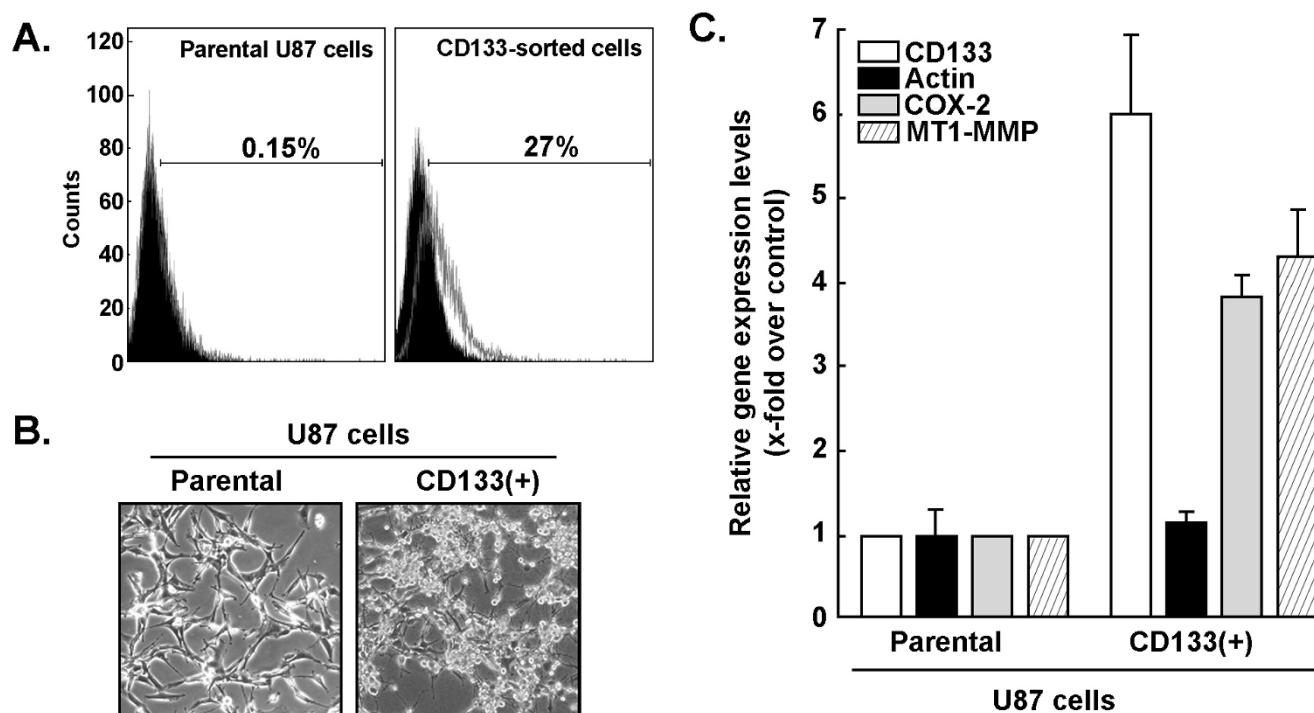 A.
Parental U87 cells
CD133-sorted cells
0.15%
27%
Counts
120
100
80
60
40
20
0
B.
U87 cells
Parental
CD133(+)
C.
Relative gene expression levels
(x-fold over control)
7
6
5
4
3
2
1
0
CD133
Actin
COX-2
MT1-MMP
Parental
CD133(+)
U87 cells